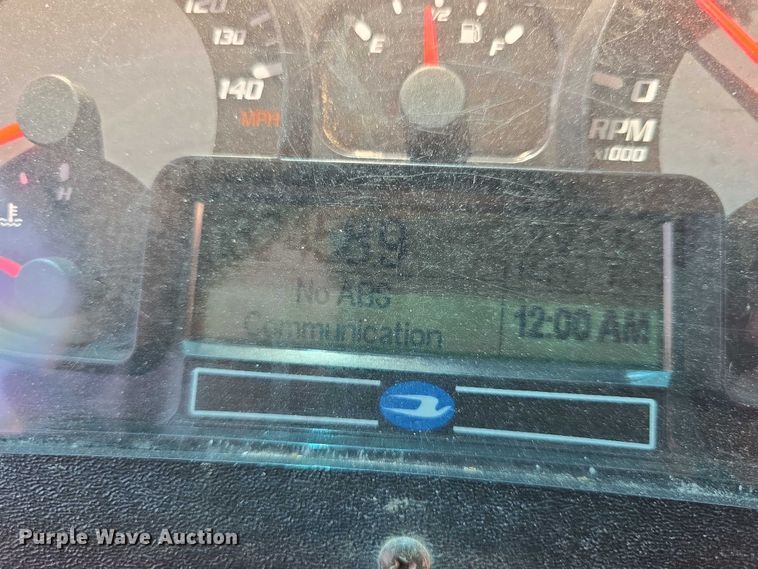 120
130
140
MPH
E
1/2
F
0
RPM
x1000
H
No ABS
Communication
12:00 AM
Purple Wave Auction